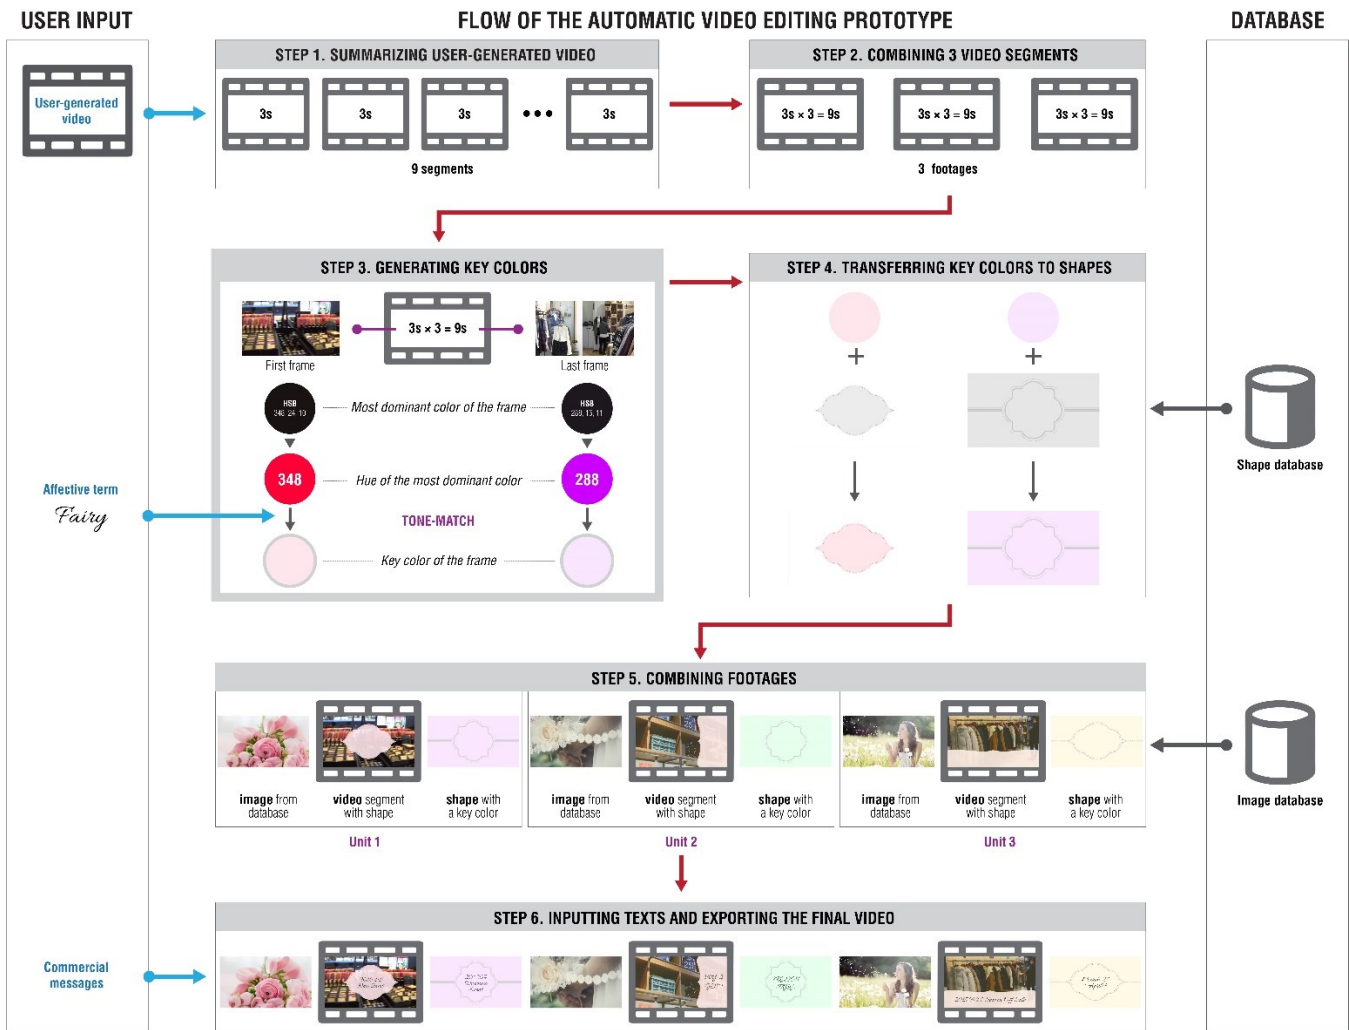 USER INPUT
FLOW OF THE AUTOMATIC VIDEO EDITING PROTOTYPE
DATABASE
STEP 1. SUMMARIZING USER-GENERATED VIDEO
STEP 2. COMBINING 3 VIDEO SEGMENTS
User-generated
video
3s
3s
3s
3s
3s × 3 = 9s
3s × 3 = 9s
3s × 3 = 9s
9 segments
3 footages
STEP 3. GENERATING KEY COLORS
STEP 4. TRANSFERRING KEY COLORS TO SHAPES
3s × 3 = 9s
First frame
Last frame
HSB
348, 24, 10
Most dominant color of the frame
HSB
288, 15, 11
Shape database
348
Hue of the most dominant color
288
Affective term
Fairy
TONE-MATCH
Key color of the frame
STEP 5. COMBINING FOOTAGES
image from
database
video segment
with shape
shape with
a key color
image from
database
video segment
with shape
shape with
a key color
image from
database
video segment
with shape
shape with
a key color
Image database
Unit 1
Unit 2
Unit 3
STEP 6. INPUTTING TEXTS AND EXPORTING THE FINAL VIDEO
Commercial
messages